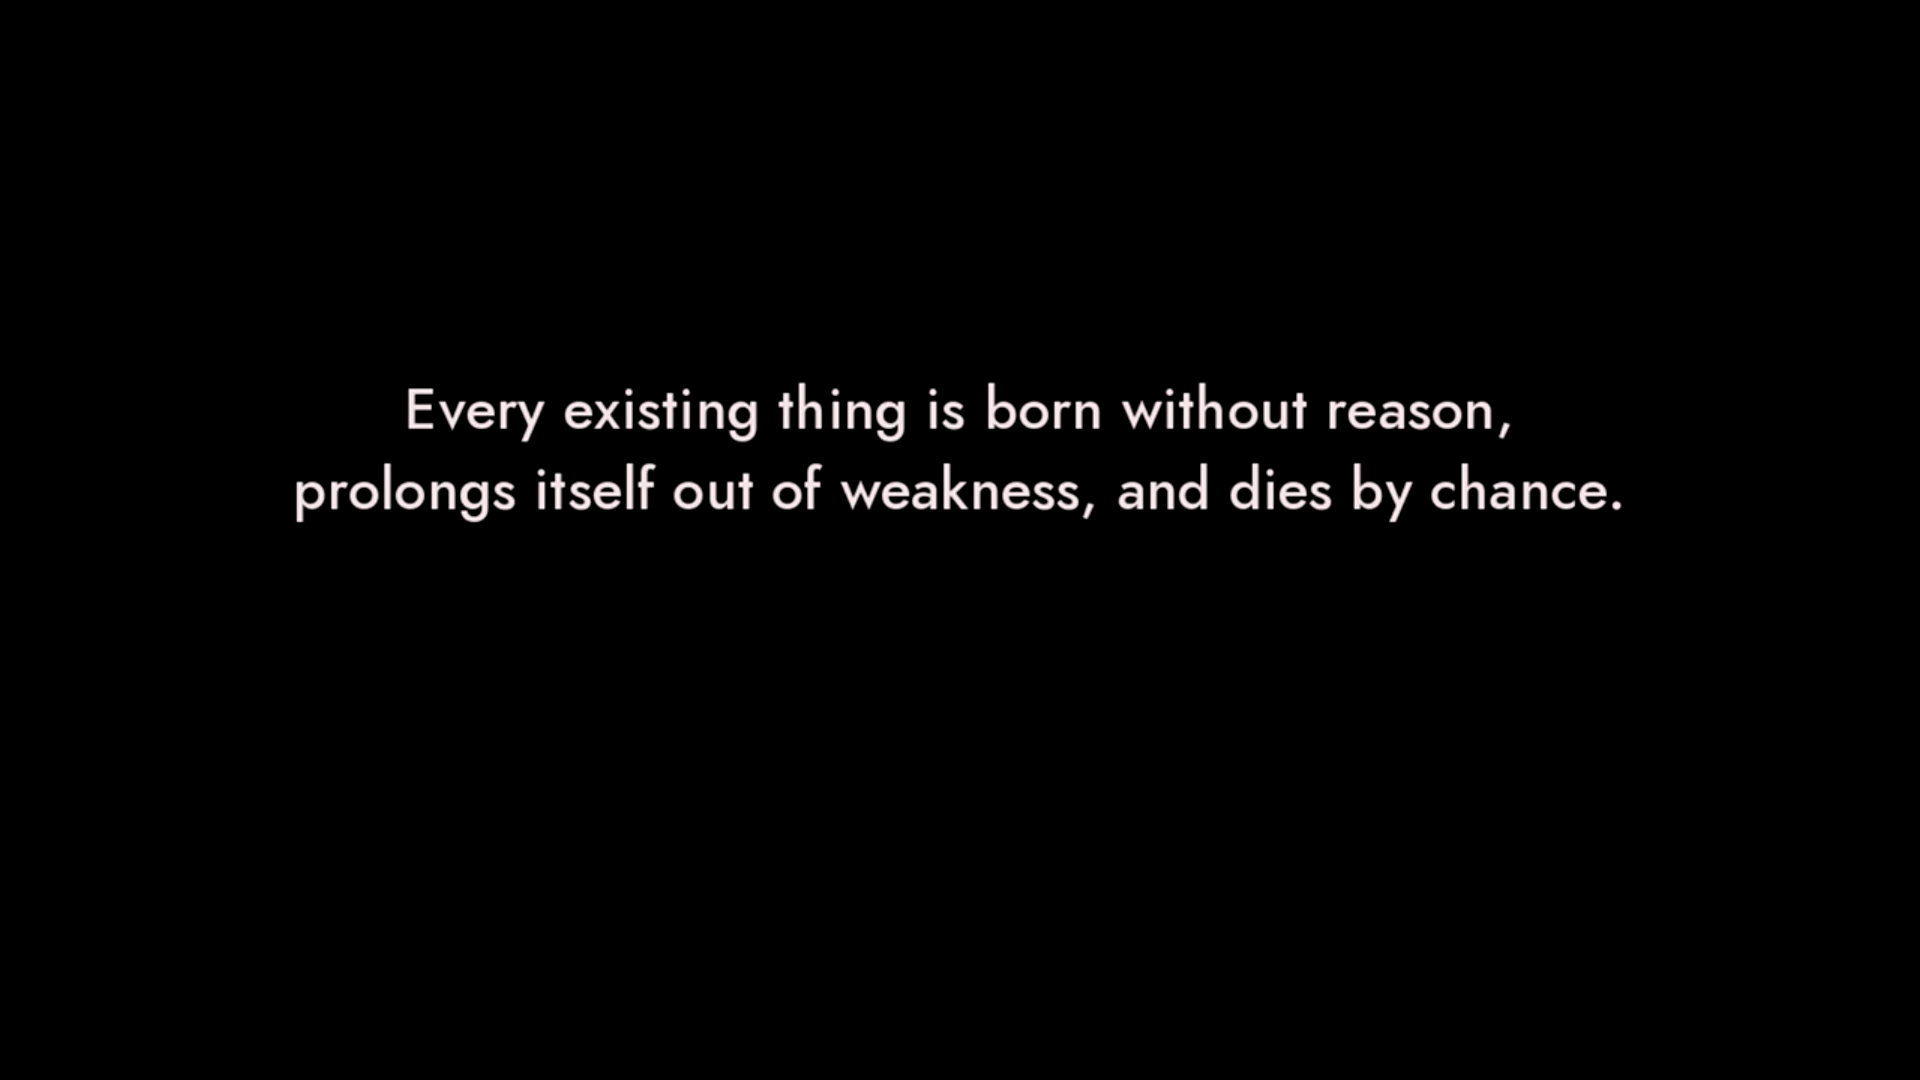 Every existing thing is born without reason,
prolongs itself out of weakness, and dies by chance.